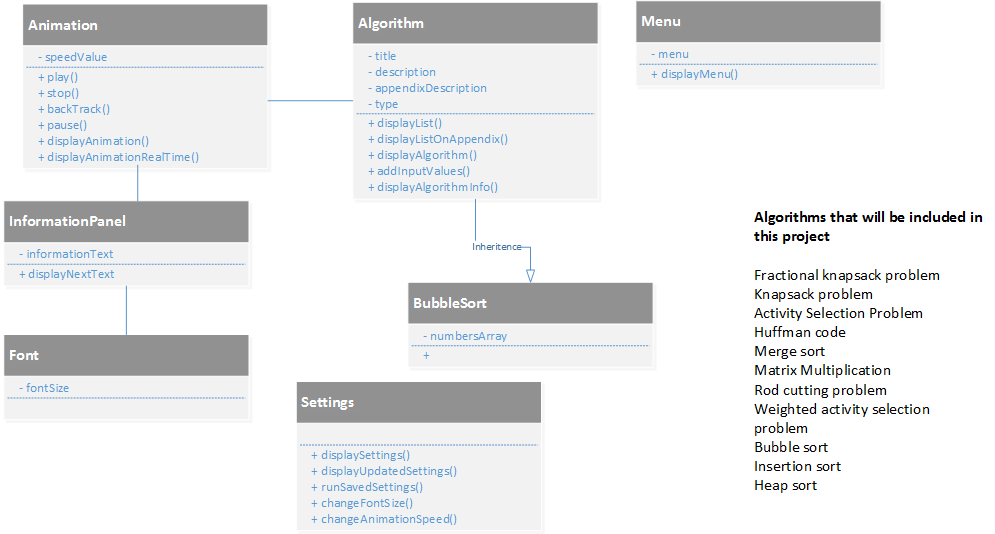 Animation
- speedValue
+ play()
+ stop()
+ backTrack()
+ pause()
+ displayAnimation()
+ displayAnimationRealTime()
Algorithm
- title
- description
- appendixDescription
- type
+ displayList()
+ displayListOnAppendix()
+ displayAlgorithm()
+ addInputValues()
+ displayAlgorithmInfo()
Menu
- menu
+ displayMenu()
InformationPanel
- informationText
+ displayNextText
Inheritence
BubbleSort
- numbersArray
+
Font
- fontSize
Settings
+ displaySettings()
+ displayUpdatedSettings()
+ runSavedSettings()
+ changeFontSize()
+ changeAnimationSpeed()
Algorithms that will be included in
this project
Fractional knapsack problem
Knapsack problem
Activity Selection Problem
Huffman code
Merge sort
Matrix Multiplication
Rod cutting problem
Weighted activity selection
problem
Bubble sort
Insertion sort
Heap sort